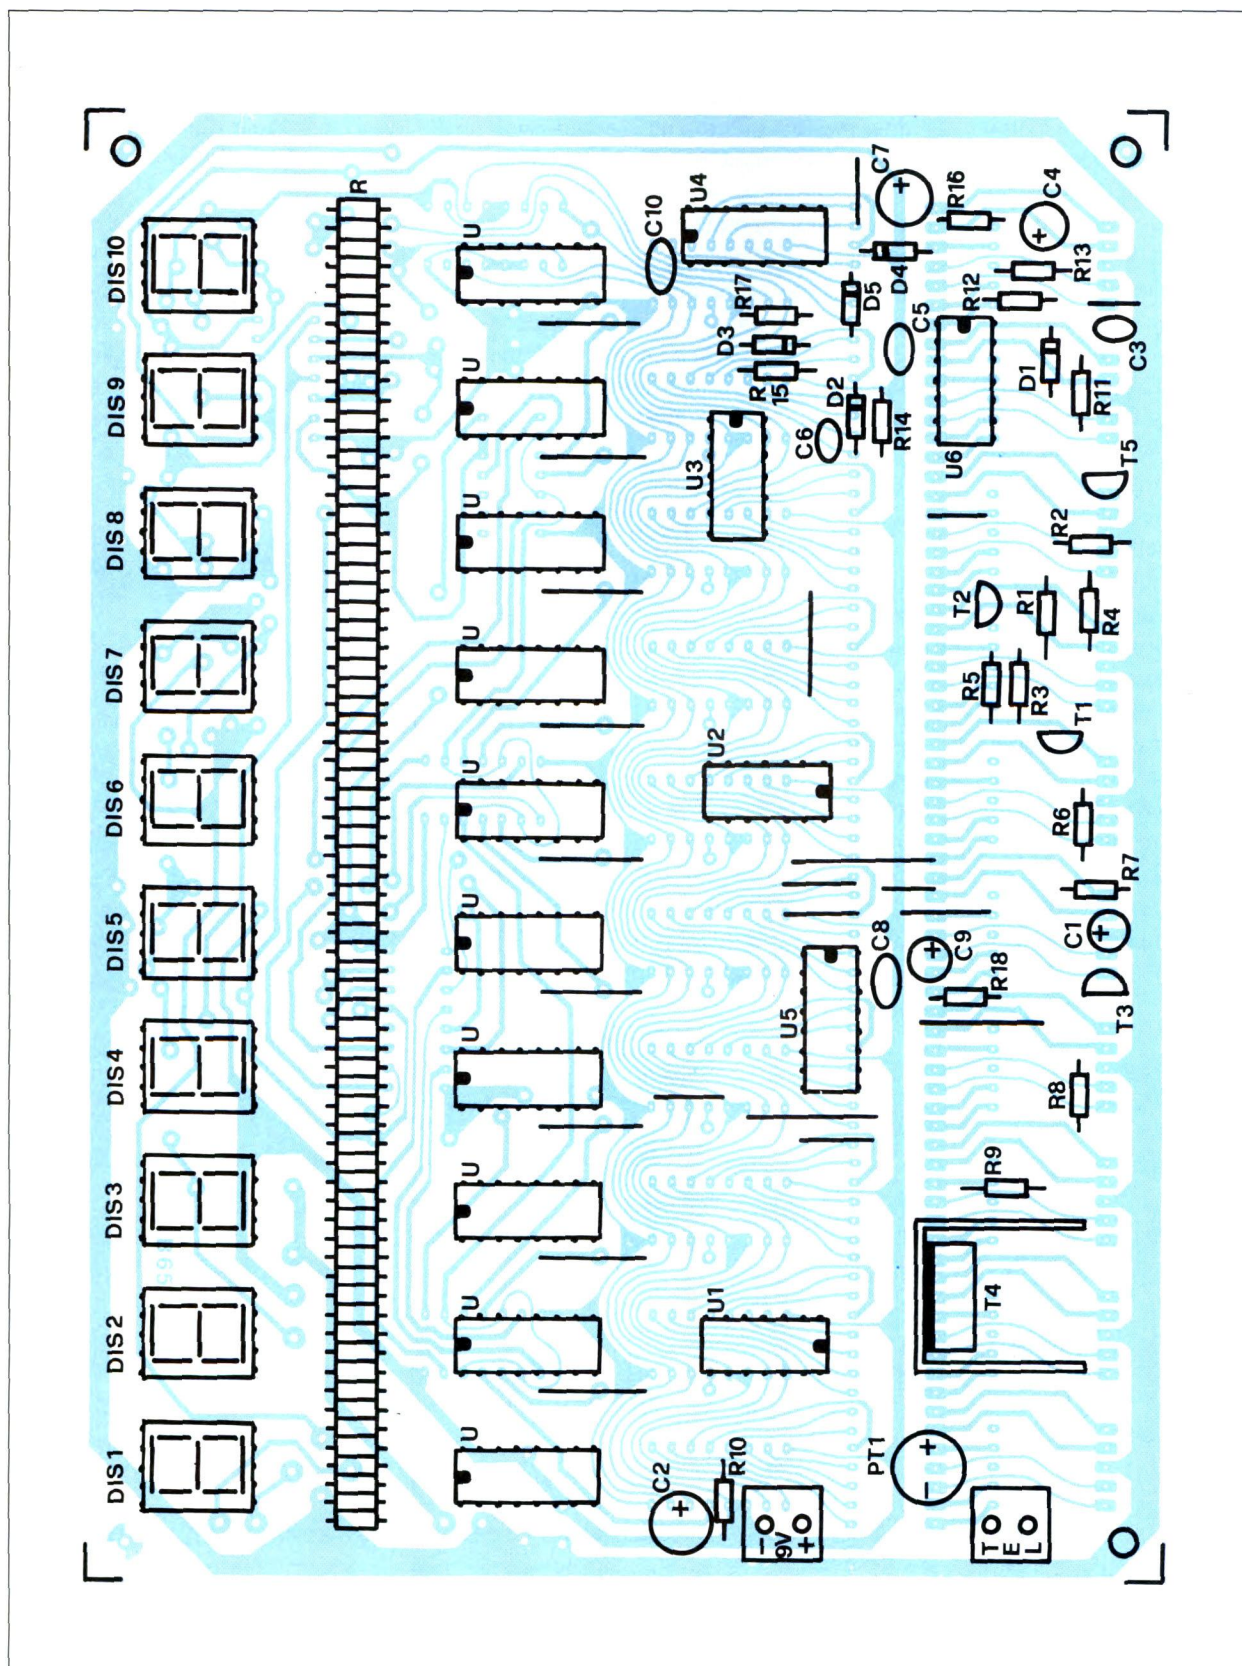 DIS1
DIS2
DIS3
DIS4
DIS5
DIS6
DIS7
DIS8
DIS9
DIS10
R
U
U
U
U
U
U
U
U
U
U
C2
R10
U1
U2
U3
R
15
D3
R17
C10
U4
- 9V +
U5
C8
C6
D2
R14
D5
C5
D4
C7
PT1
- +
T4
R18
C9
+
T2
R5
R3
R1
U6
R12
R16
TEL
R9
R8
T3
C1
+
R7
R6
T1
R4
R2
T5
R11
D1
C3
R13
C4
+